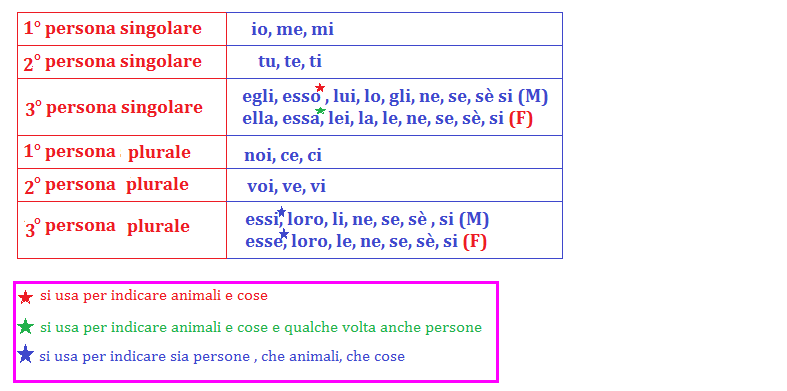 1° persona singolare io, me, mi
2° persona singolare tu, te, ti
3° persona singolare egli, esso, lui, lo, gli, ne, se, sè si (M)
ella, essa, lei, la, le, ne, se, sè, si (F)
1° persona plurale noi, ce, ci
2° persona plurale voi, ve, vi
3° persona plurale essi, loro, li, ne, se, sè , si (M)
esse, loro, le, ne, se, sè, si (F)
si usa per indicare animali e cose
si usa per indicare animali e cose e qualche volta anche persone
si usa per indicare sia persone , che animali, che cose